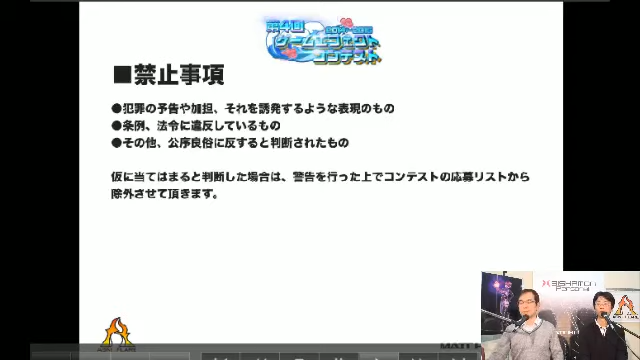 第4回
ゲームエフェクト
コンテスト
■禁止事項
●犯罪の予告や加担、それを誘発するような表現のもの
●条例、法令に違反しているもの
●その他、公序良俗に反すると判断されたもの
仮に当てはまると判断した場合は、警告を行った上でコンテストの応募リストから
除外させて頂きます。
BISHAMON
Personal